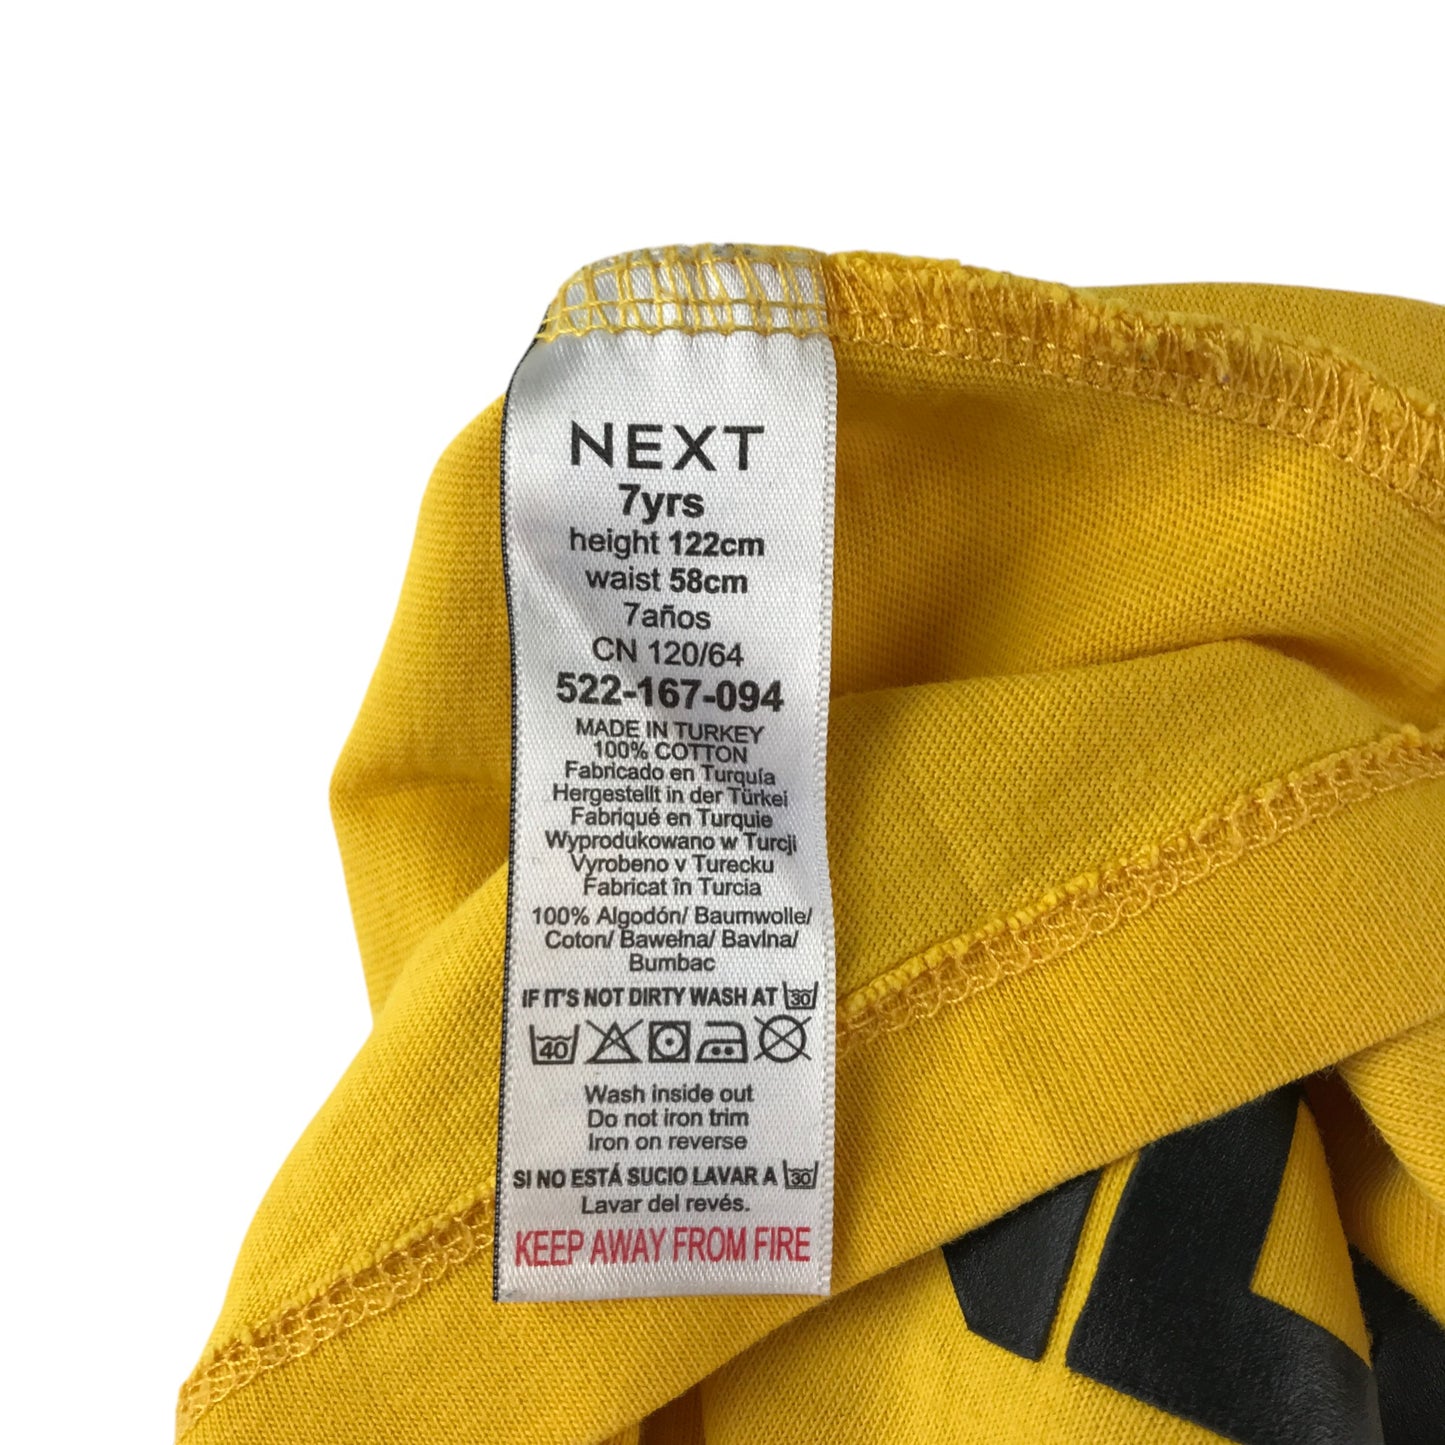 NEXT
7yrs
height 122cm
waist 58cm
7años
CN 120/64
522-167-094
MADE IN TURKEY
100% COTTON
Fabricado en Turquía
Hergestellt in der Türkei
Fabriqué en Turquie
Wyprodukowano w Turcji
Vyrobeno v Turecku
Fabricat în Turcia
100% Algodón/ Baumwolle/
Coton/ Bawełna/ Bavlna/
Bumbac
IF IT'S NOT DIRTY WASH AT 30
40
Wash inside out
Do not iron trim
Iron on reverse
SI NO ESTÁ SUCIO LAVAR A 30
Lavar del revés.
KEEP AWAY FROM FIRE